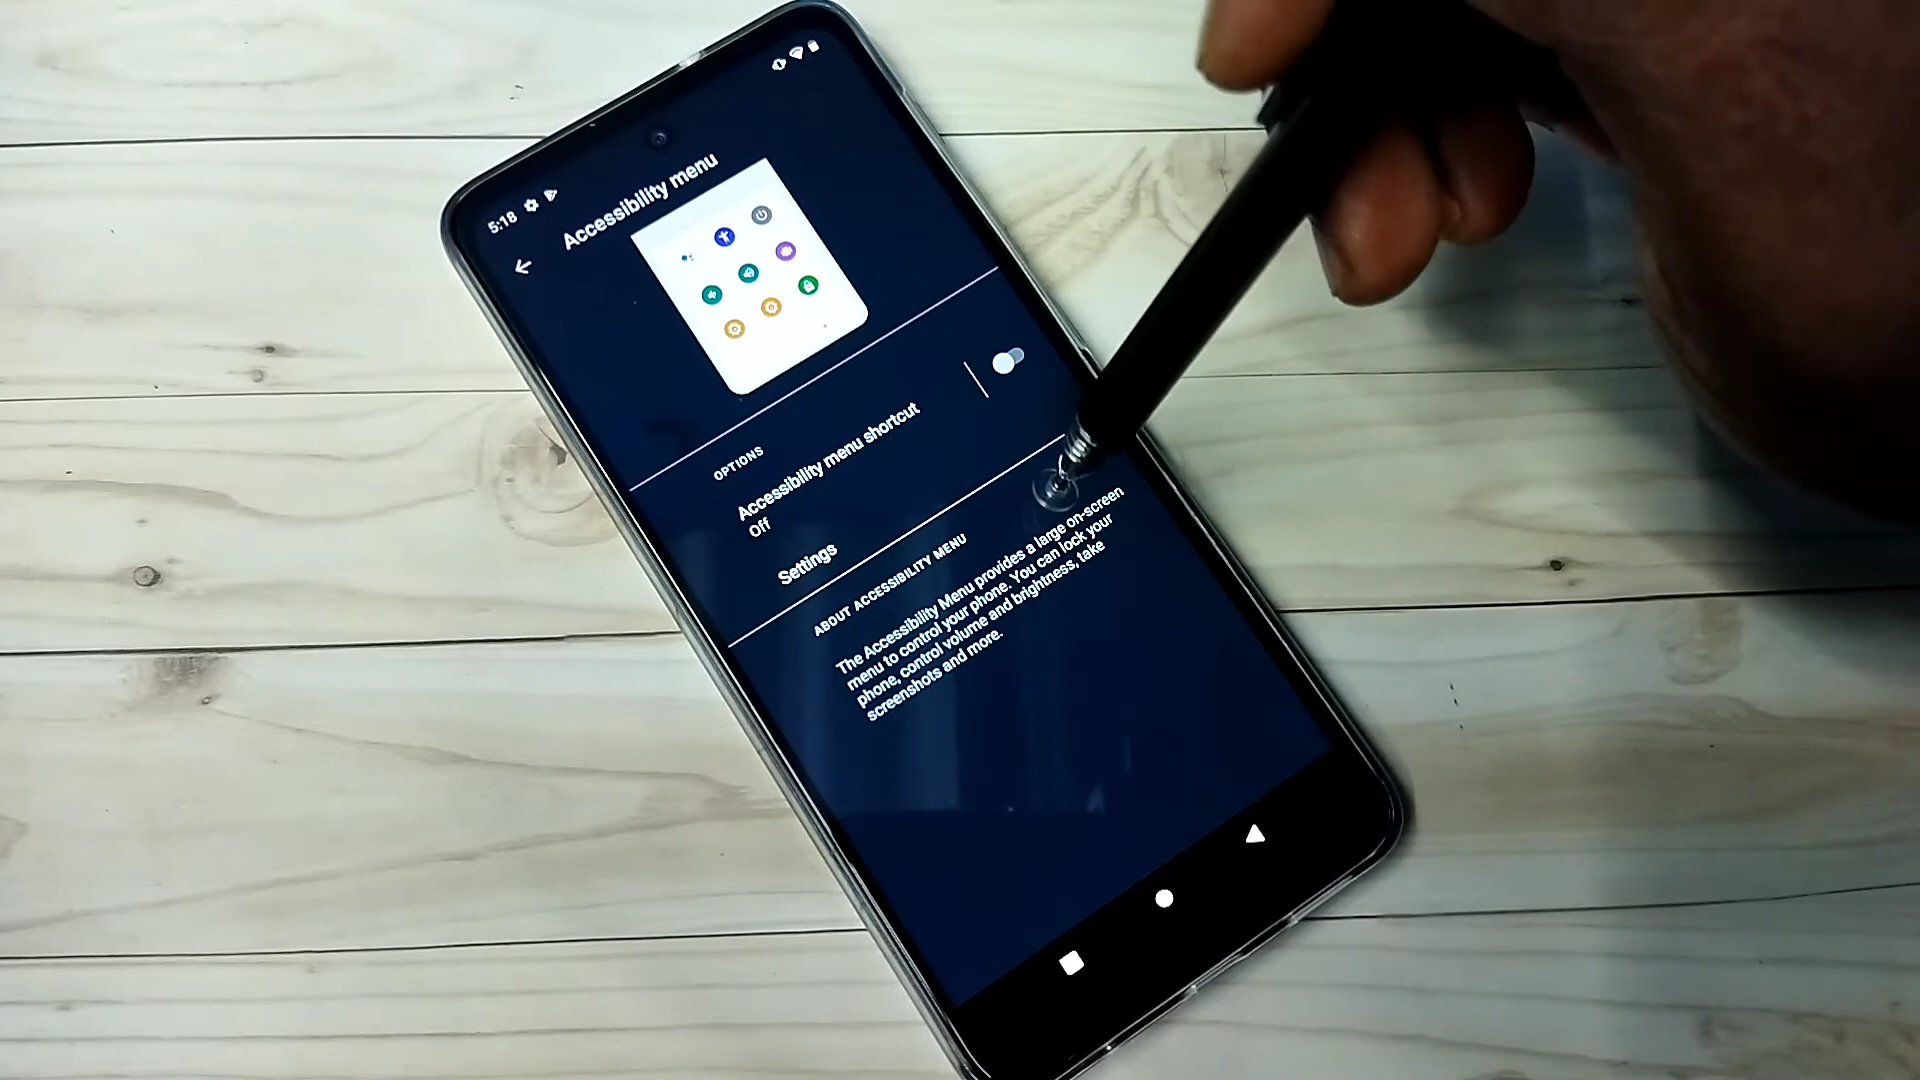 5:18
Accessibility menu
OPTIONS
Accessibility menu shortcut
Off
Settings
ABOUT ACCESSIBILITY MENU
The Accessibility Menu provides a large on-screen
menu to control your phone. You can lock your
phone, control volume and brightness, take
screenshots and more.